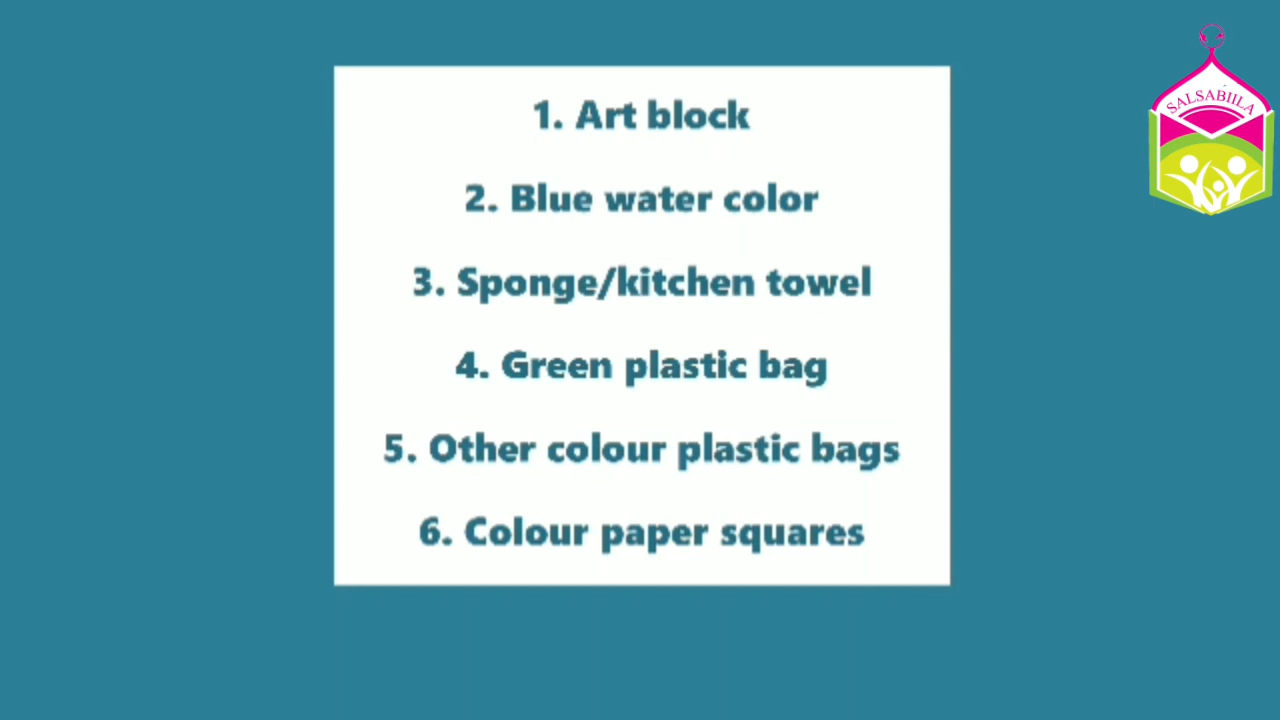 SALSABIILA
1. Art block
2. Blue water color
3. Sponge/kitchen towel
4. Green plastic bag
5. Other colour plastic bags
6. Colour paper squares